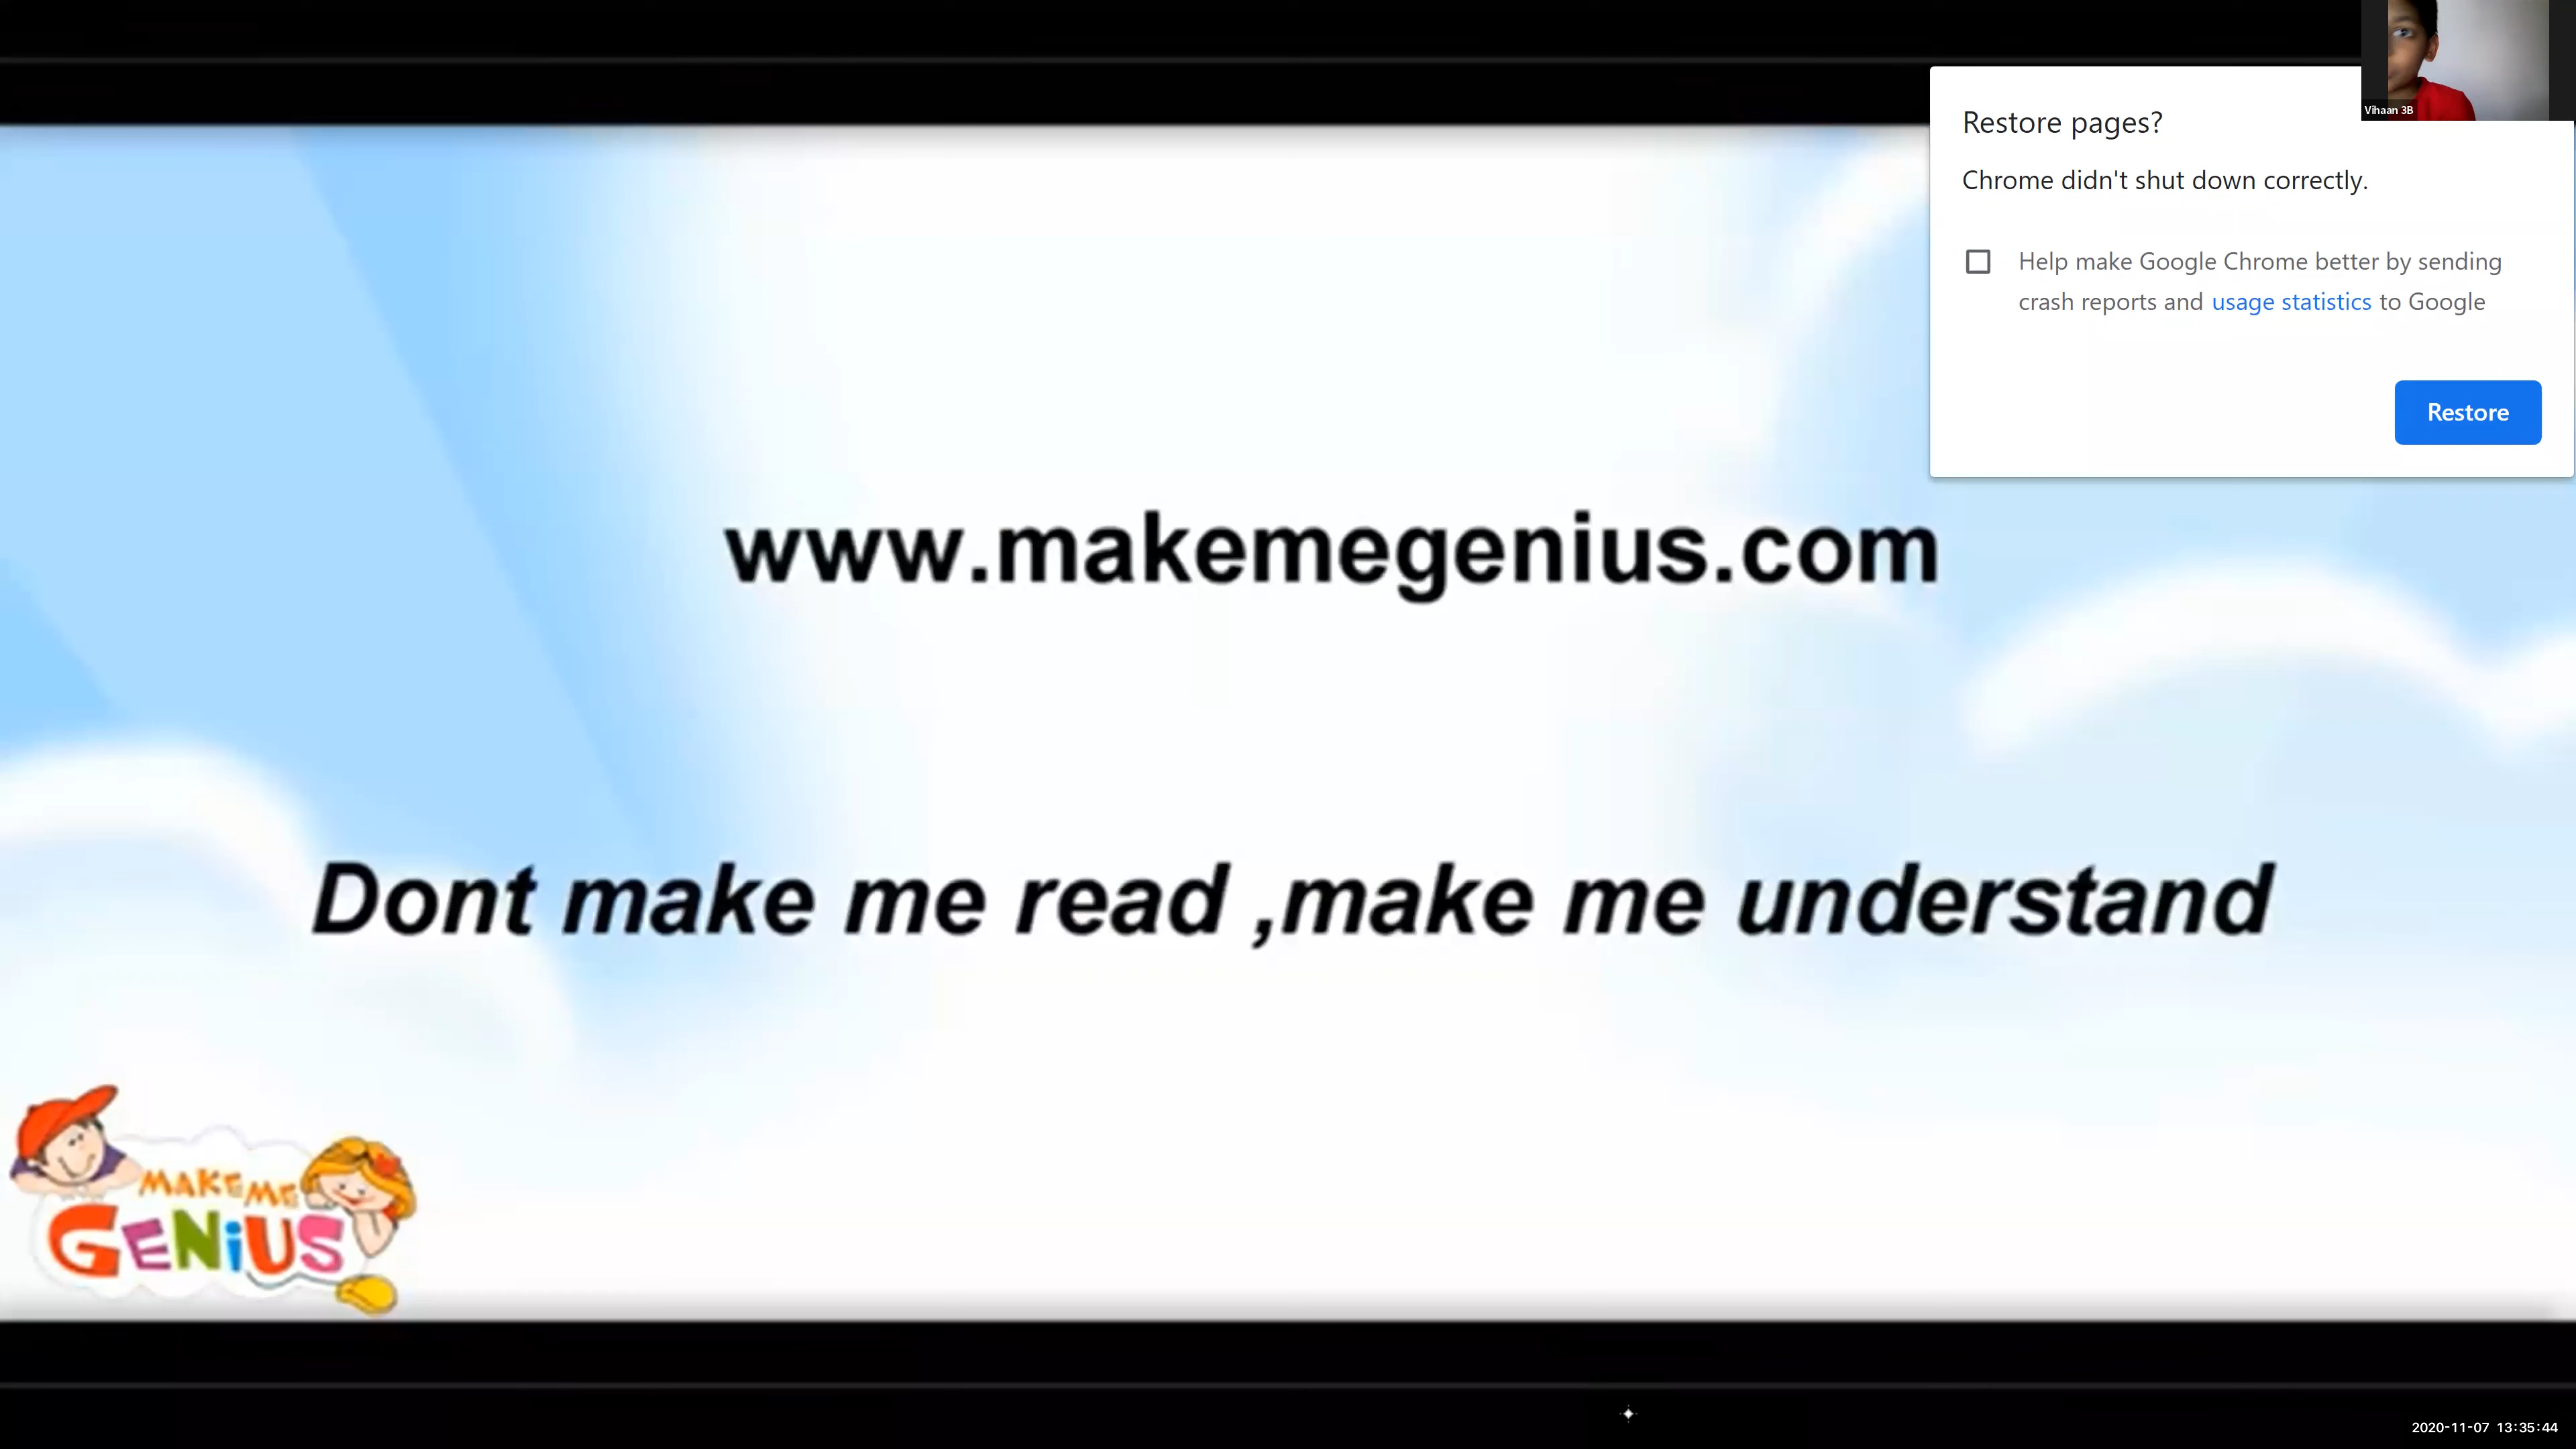 Vihaan 3B
Restore pages?
Chrome didn't shut down correctly.
Help make Google Chrome better by sending
crash reports and usage statistics to Google
Restore
www.makemegenius.com
Dont make me read ,make me understand
MAKE ME
GENiUS
2020-11-07 13:35:44